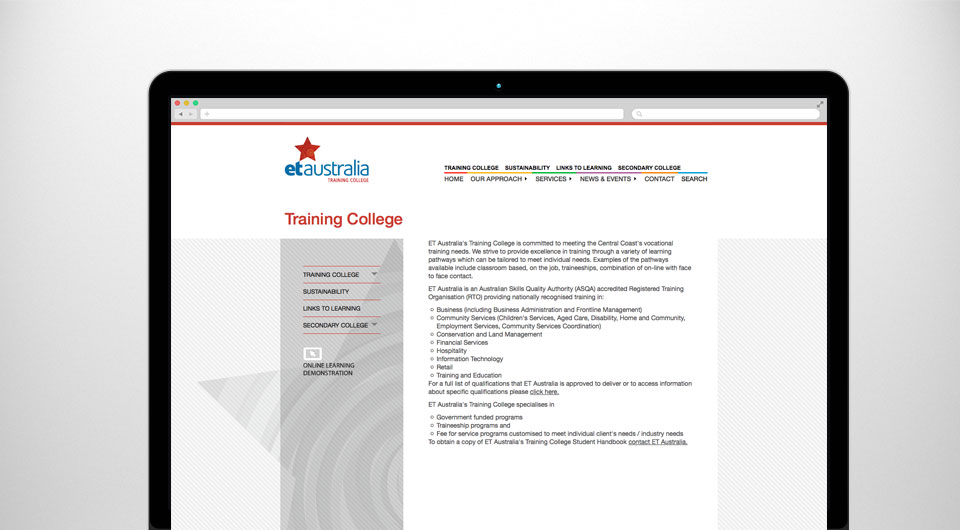 etaustralia
TRAINING COLLEGE
TRAINING COLLEGE SUSTAINABILITY LINKS TO LEARNING SECONDARY COLLEGE
HOME OUR APPROACH SERVICES NEWS & EVENTS CONTACT SEARCH
Training College
TRAINING COLLEGE
SUSTAINABILITY
LINKS TO LEARNING
SECONDARY COLLEGE
ONLINE LEARNING
DEMONSTRATION
ET Australia's Training College is committed to meeting the Central Coast's vocational
training needs. We strive to provide excellence in training through a variety of learning
pathways which can be tailored to meet individual needs. Examples of the pathways
available include classroom based, on the job, traineeships, combination of on-line with face
to face contact.
ET Australia is an Australian Skills Quality Authority (ASQA) accredited Registered Training
Organisation (RTO) providing nationally recognised training in:
Business (including Business Administration and Frontline Management)
Community Services (Children's Services, Aged Care, Disability, Home and Community,
Employment Services, Community Services Coordination)
Conservation and Land Management
Financial Services
Hospitality
Information Technology
Retail
Training and Education
For a full list of qualifications that ET Australia is approved to deliver or to access information
about specific qualifications please click here.
ET Australia's Training College specialises in
Government funded programs
Traineeship programs and
Fee for service programs customised to meet individual client's needs / industry needs
To obtain a copy of ET Australia's Training College Student Handbook contact ET Australia.